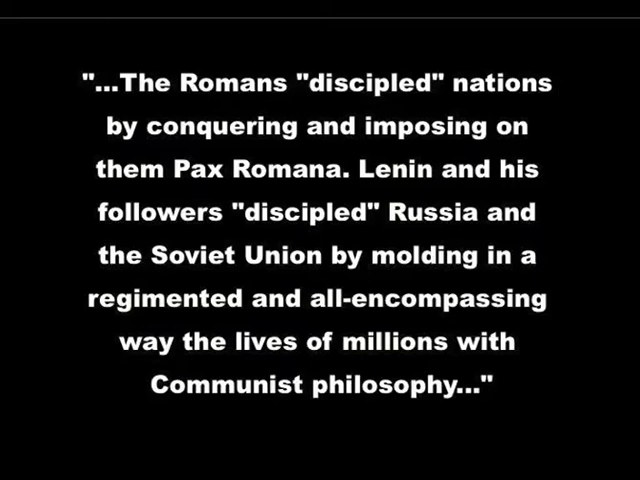 "...The Romans "discipled" nations
by conquering and imposing on
them Pax Romana. Lenin and his
followers "discipled" Russia and
the Soviet Union by molding in a
regimented and all-encompassing
way the lives of millions with
Communist philosophy..."